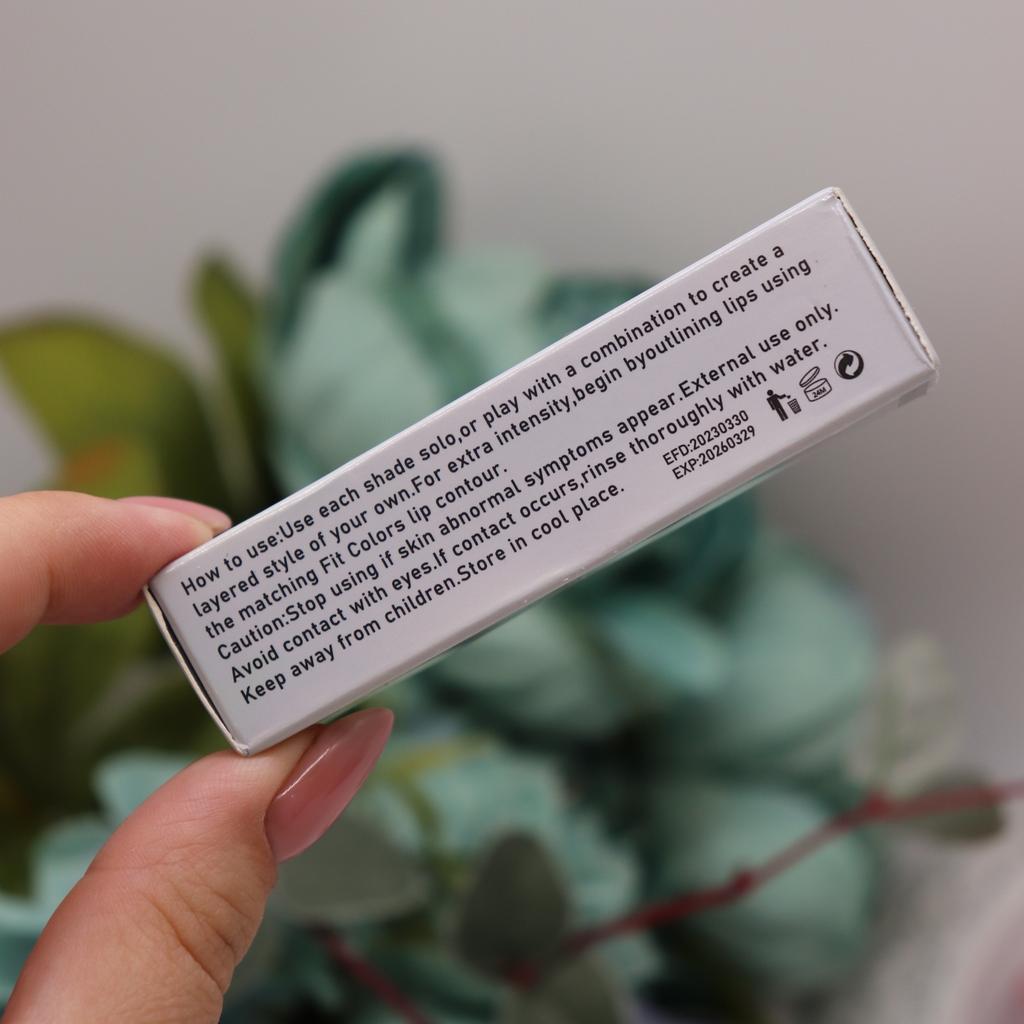 How to use:Use each shade solo,or play with a combination to create a
layered style of your own.For extra intensity,begin byoutlining lips using
the matching Fit Colors lip contour.
Caution:Stop using if skin abnormal symptoms appear.External use only.
Avoid contact with eyes.If contact occurs,rinse thoroughly with water.
Keep away from children.Store in cool place.
EFD:20230330
EXP:20260329
24M